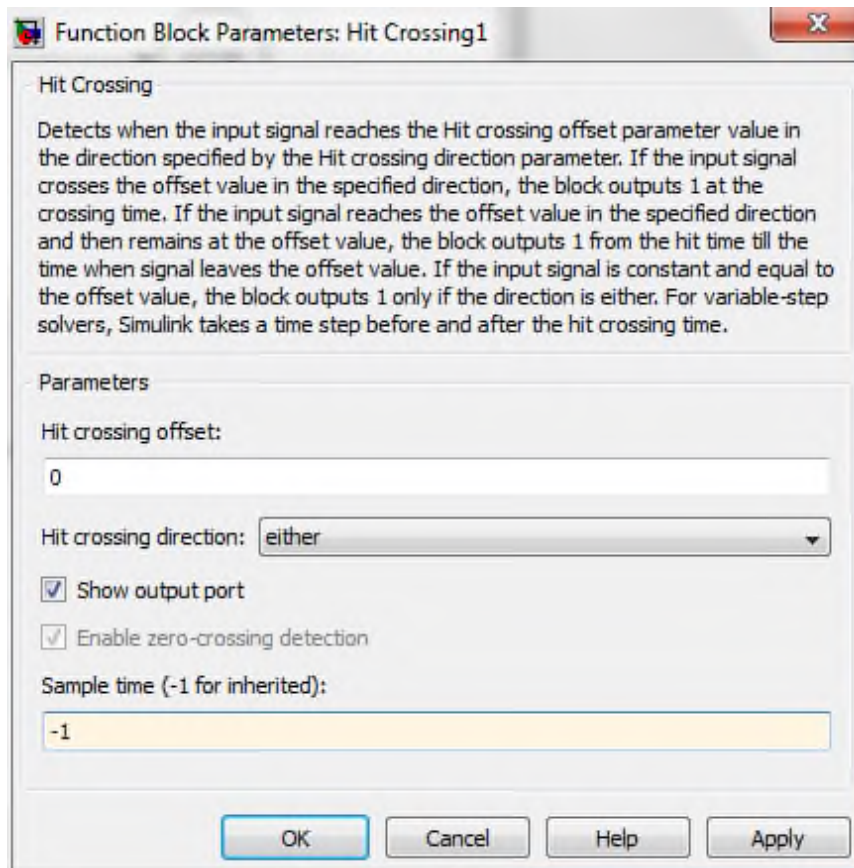 Function Block Parameters: Hit Crossing1
Hit Crossing
Detects when the input signal reaches the Hit crossing offset parameter value in
the direction specified by the Hit crossing direction parameter. If the input signal
crosses the offset value in the specified direction, the block outputs 1 at the
crossing time. If the input signal reaches the offset value in the specified direction
and then remains at the offset value, the block outputs 1 from the hit time till the
time when signal leaves the offset value. If the input signal is constant and equal to
the offset value, the block outputs 1 only if the direction is either. For variable-step
solvers, Simulink takes a time step before and after the hit crossing time.
Parameters
Hit crossing offset:
0
Hit crossing direction: either
Show output port
Enable zero-crossing detection
Sample time (-1 for inherited):
-1
OK Cancel Help Apply